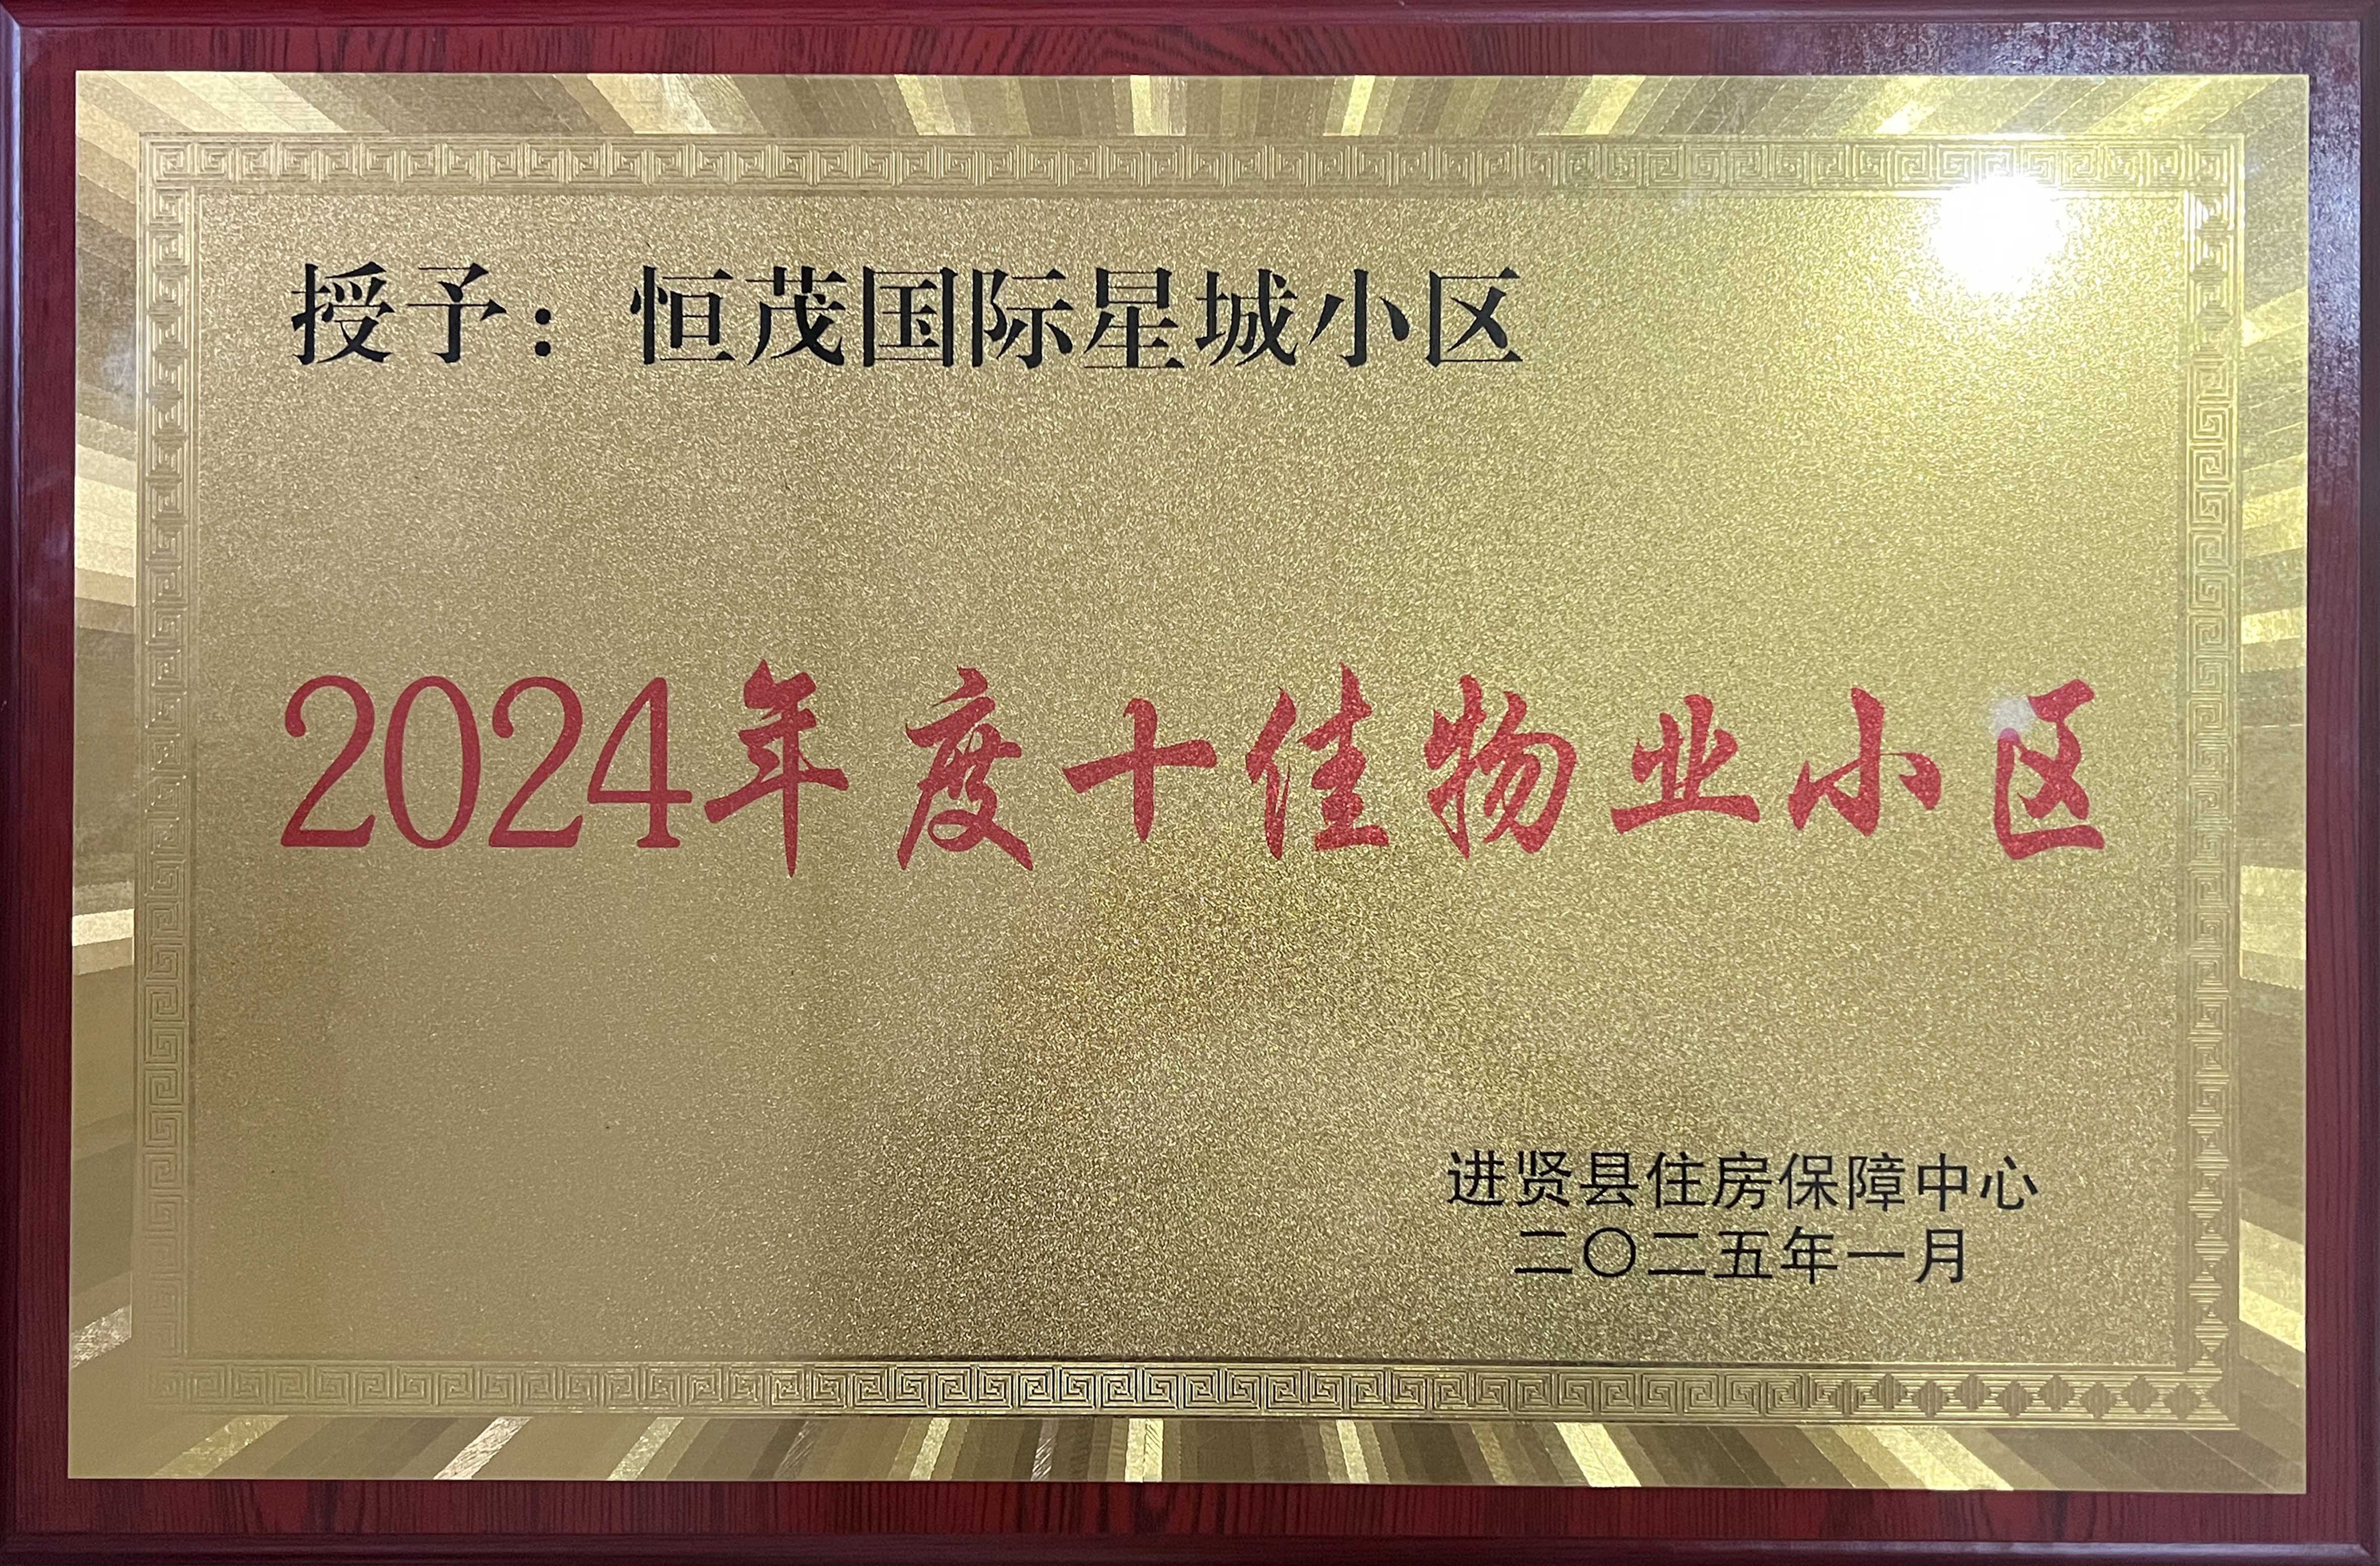 授予：恒茂国际星城小区
2024年度十佳物业小区
进贤县住房保障中心
二〇二五年一月